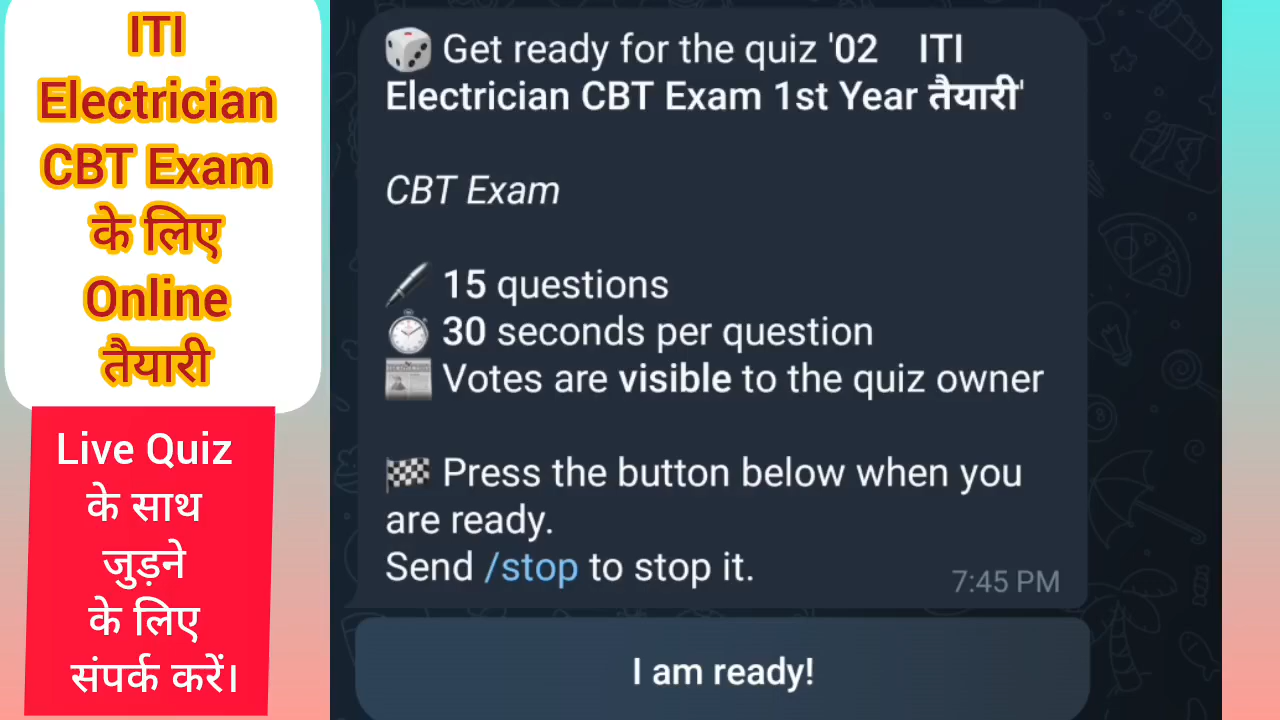 ITI
Electrician
CBT Exam
के लिए
Online
तैयारी
Live Quiz
के साथ
जुड़ने
के लिए
संपर्क करें।
🎲 Get ready for the quiz '02 ITI
Electrician CBT Exam 1st Year तैयारी'
CBT Exam
🖊 15 questions
⏱ 30 seconds per question
📰 Votes are visible to the quiz owner
🏁 Press the button below when you
are ready.
Send /stop to stop it.
7:45 PM
I am ready!